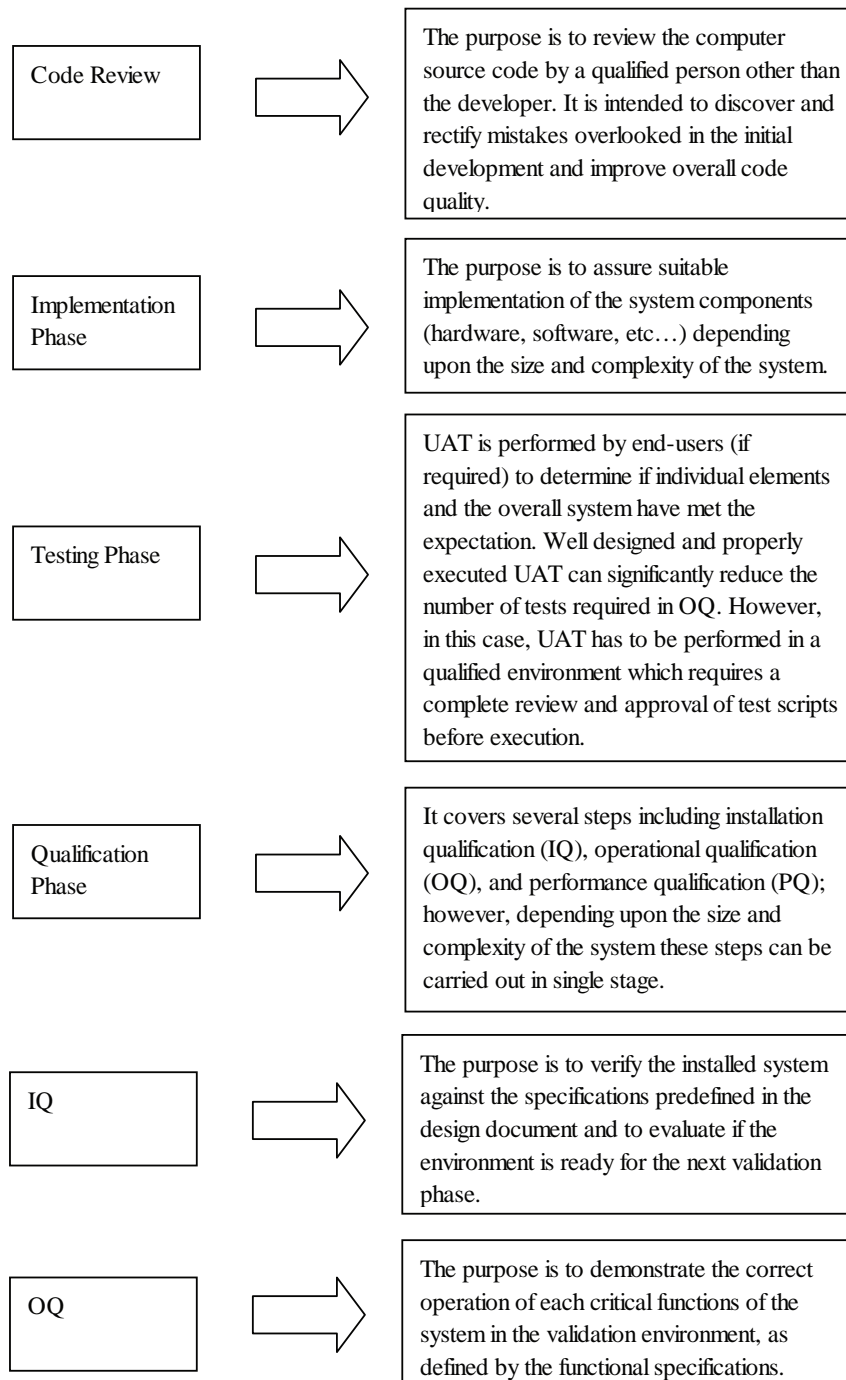 Code Review
The purpose is to review the computer
source code by a qualified person other than
the developer. It is intended to discover and
rectify mistakes overlooked in the initial
development and improve overall code
quality.
Implementation
Phase
The purpose is to assure suitable
implementation of the system components
(hardware, software, etc…) depending
upon the size and complexity of the system.
Testing Phase
UAT is performed by end-users (if
required) to determine if individual elements
and the overall system have met the
expectation. Well designed and properly
executed UAT can significantly reduce the
number of tests required in OQ. However,
in this case, UAT has to be performed in a
qualified environment which requires a
complete review and approval of test scripts
before execution.
Qualification
Phase
It covers several steps including installation
qualification (IQ), operational qualification
(OQ), and performance qualification (PQ);
however, depending upon the size and
complexity of the system these steps can be
carried out in single stage.
IQ
The purpose is to verify the installed system
against the specifications predefined in the
design document and to evaluate if the
environment is ready for the next validation
phase.
OQ
The purpose is to demonstrate the correct
operation of each critical functions of the
system in the validation environment, as
defined by the functional specifications.